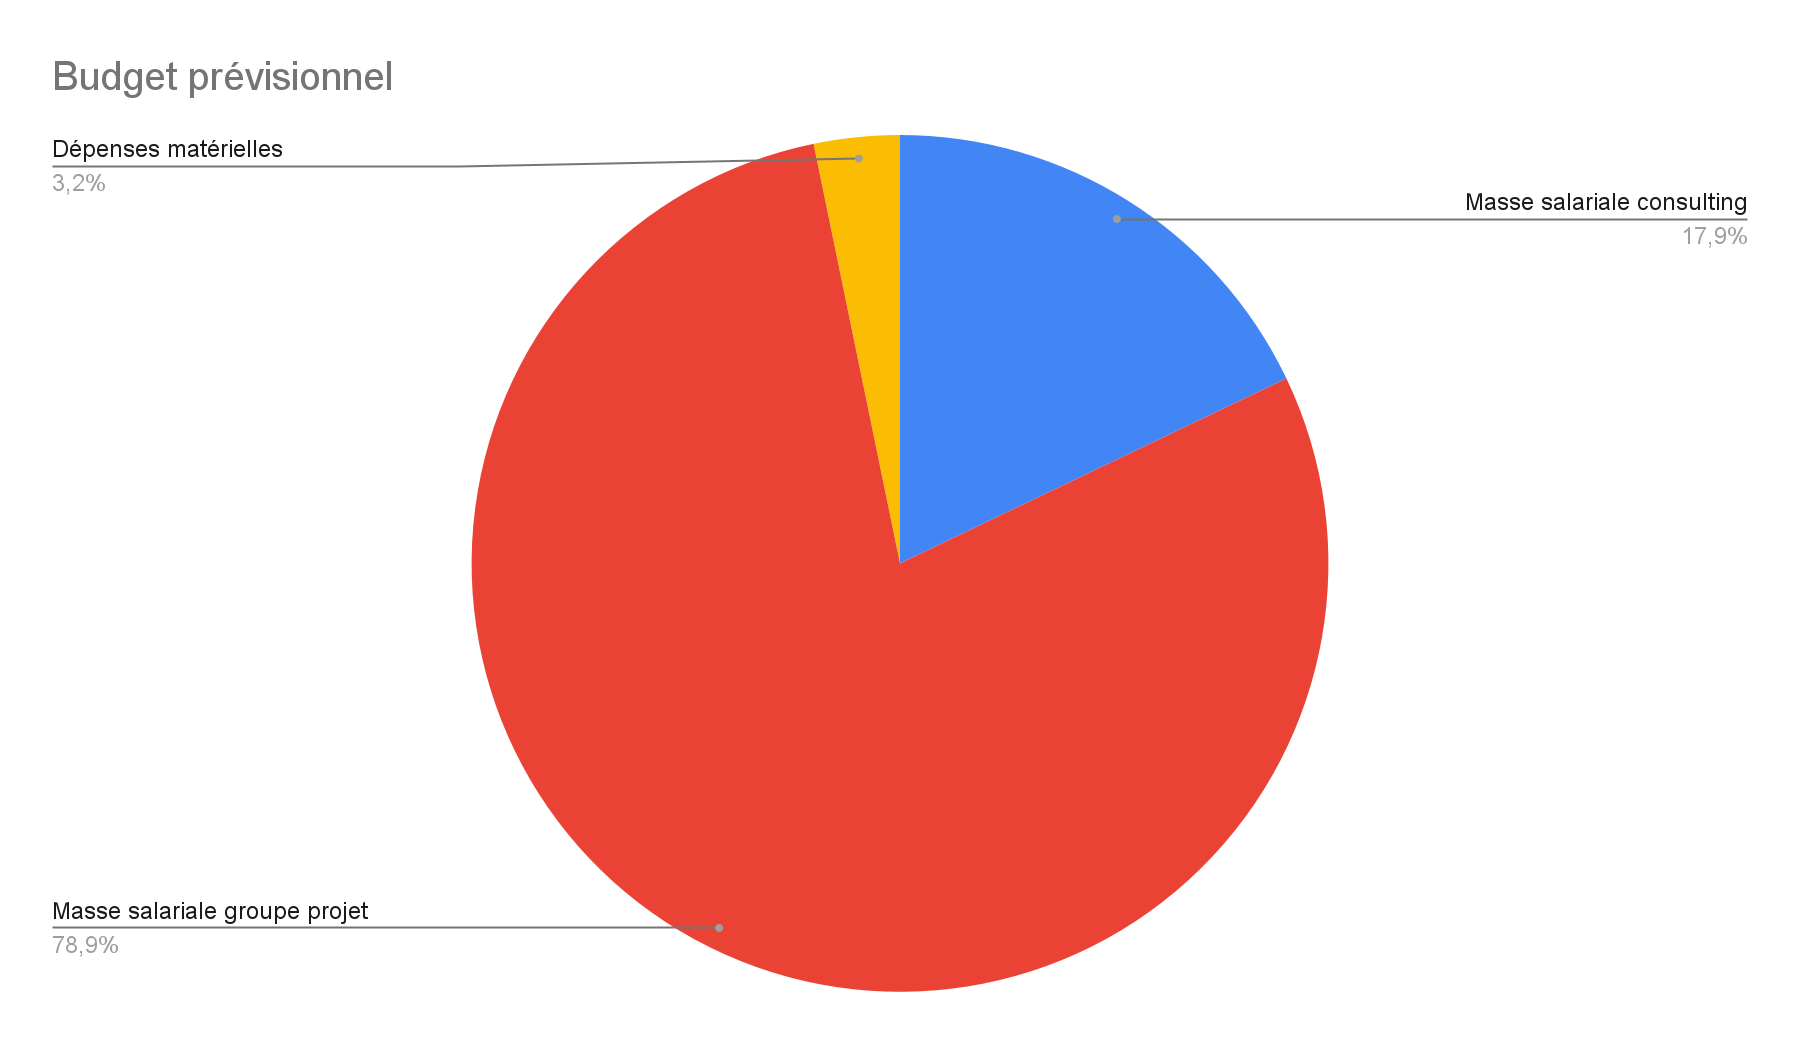 Budget prévisionnel
Dépenses matérielles
3,2%
Masse salariale consulting
17,9%
Masse salariale groupe projet
78,9%